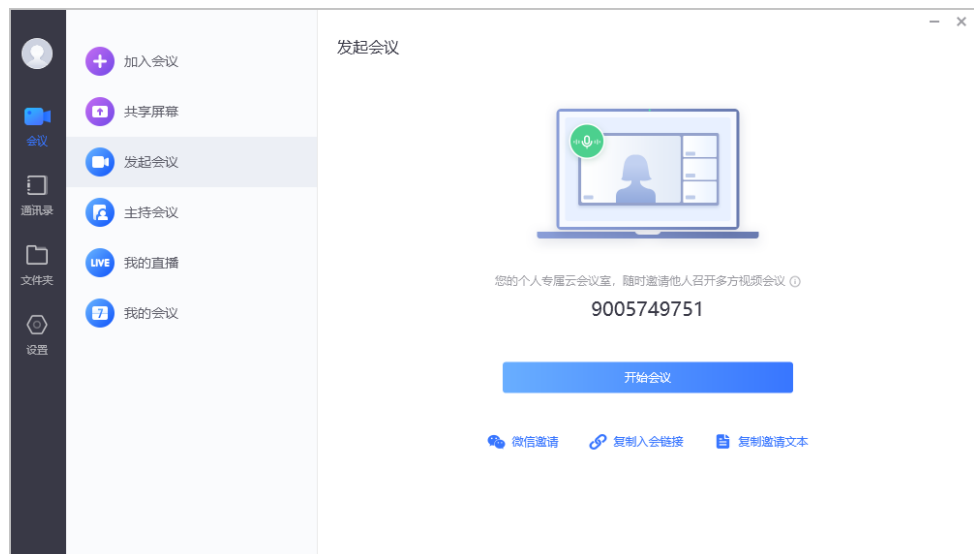 会议
通讯录
文件夹
设置
加入会议
共享屏幕
发起会议
主持会议
LIVE
我的直播
7
我的会议
发起会议
您的个人专属云会议室，随时邀请他人召开多方视频会议
9005749751
开始会议
微信邀请
复制入会链接
复制邀请文本